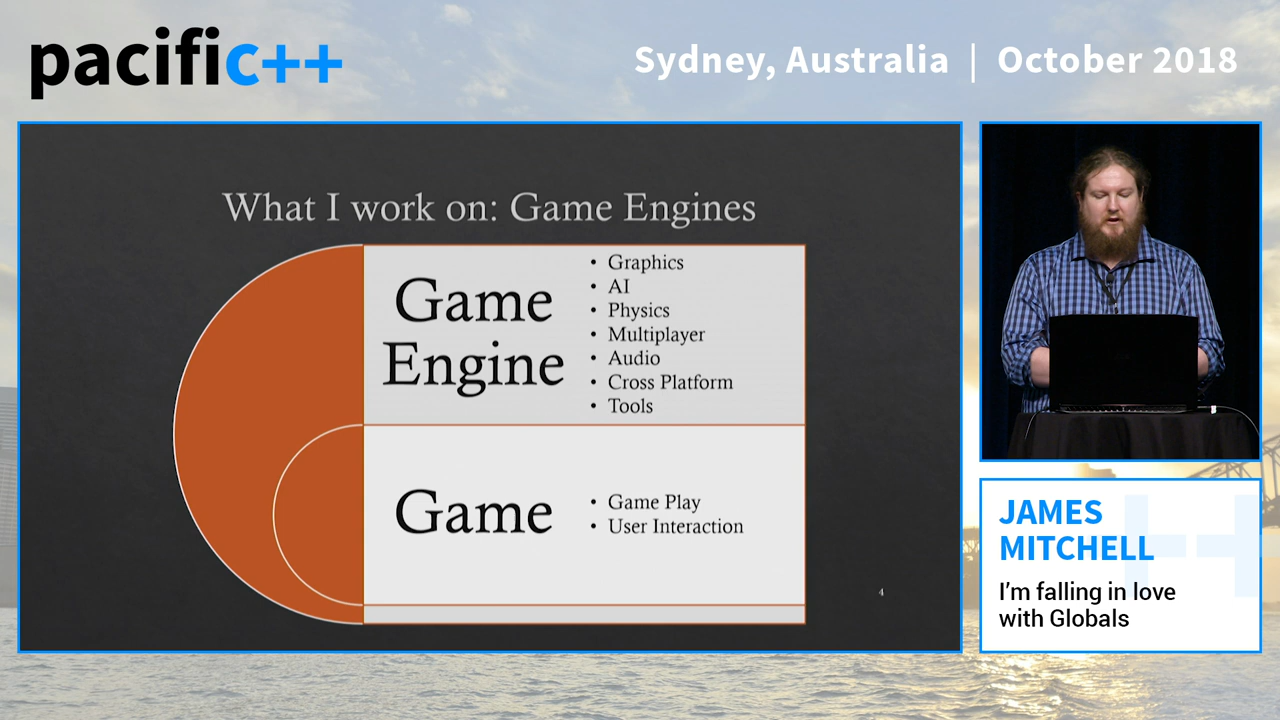 pacific++
Sydney, Australia | October 2018
What I work on: Game Engines
Game
Engine
• Graphics
• AI
• Physics
• Multiplayer
• Audio
• Cross Platform
• Tools
Game
• Game Play
• User Interaction
4
JAMES
MITCHELL
I'm falling in love
with Globals